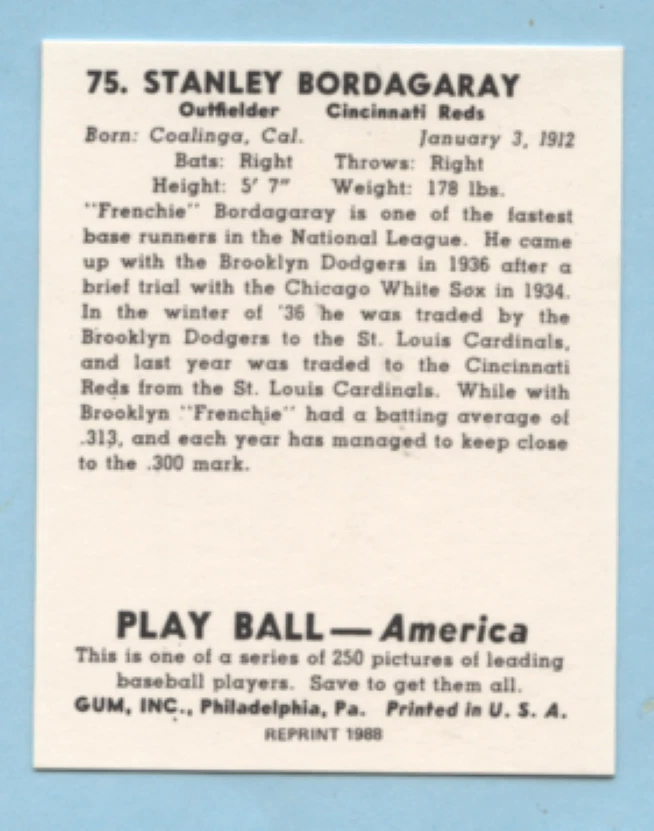 75. STANLEY BORDAGARAY
Outfielder Cincinnati Reds
Born: Coalinga, Cal. January 3, 1912
Bats: Right Throws: Right
Height: 5' 7" Weight: 178 lbs.
"Frenchie" Bordagaray is one of the fastest
base runners in the National League. He came
up with the Brooklyn Dodgers in 1936 after a
brief trial with the Chicago White Sox in 1934.
In the winter of '36 he was traded by the
Brooklyn Dodgers to the St. Louis Cardinals,
and last year was traded to the Cincinnati
Reds from the St. Louis Cardinals. While with
Brooklyn "Frenchie" had a batting average of
.313, and each year has managed to keep close
to the .300 mark.
PLAY BALL—America
This is one of a series of 250 pictures of leading
baseball players. Save to get them all.
GUM, INC., Philadelphia, Pa. Printed in U. S. A.
REPRINT 1988